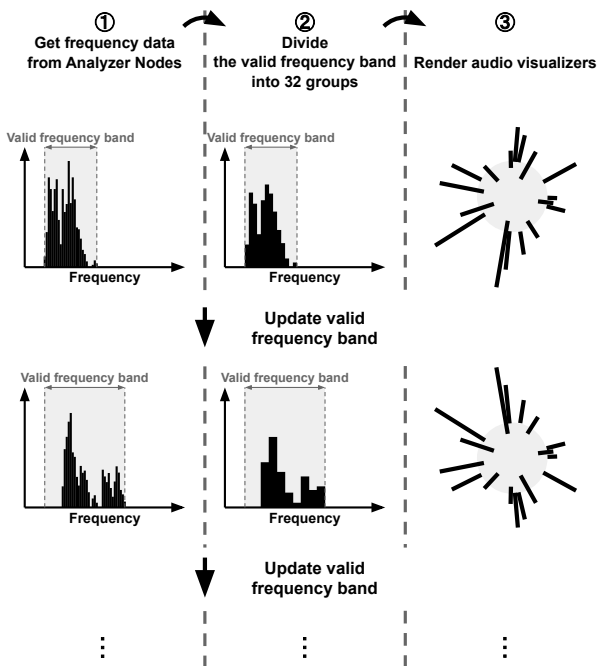 ①
Get frequency data
from Analyzer Nodes
②
Divide
the valid frequency band
into 32 groups
③
Render audio visualizers
Valid frequency band
Frequency
Valid frequency band
Frequency
Update valid
frequency band
Valid frequency band
Frequency
Valid frequency band
Frequency
Update valid
frequency band